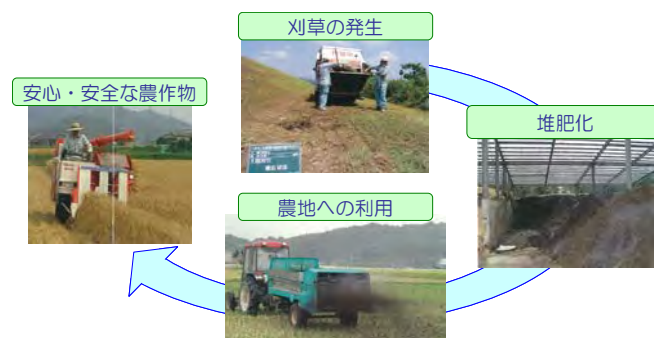 刈草の発生
安心・安全な農作物
堆肥化
農地への利用